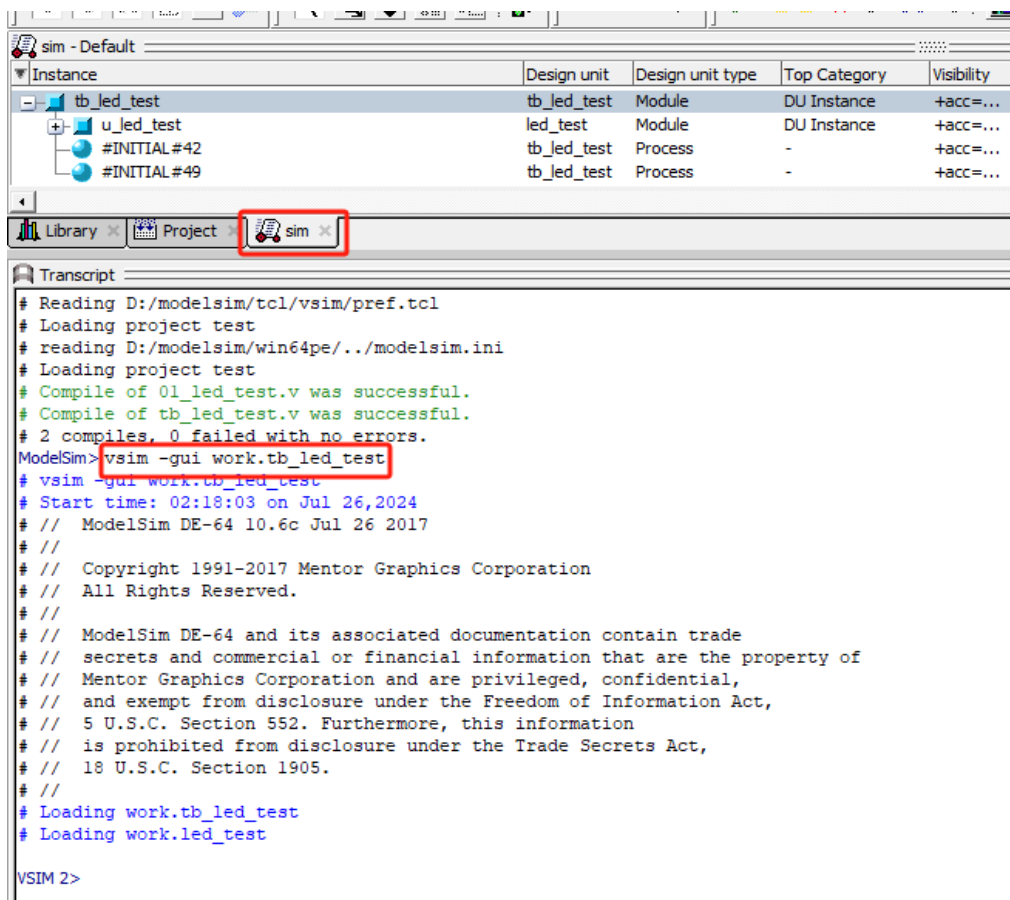 sim - Default
Instance Design unit Design unit type Top Category Visibility
tb_led_test tb_led_test Module DU Instance +acc=...
u_led_test led_test Module DU Instance +acc=...
#INITIAL#42 tb_led_test Process - +acc=...
#INITIAL#49 tb_led_test Process - +acc=...
Library Project sim
Transcript
# Reading D:/modelsim/tcl/vsim/pref.tcl
# Loading project test
# reading D:/modelsim/win64pe/../modelsim.ini
# Loading project test
# Compile of 01_led_test.v was successful.
# Compile of tb_led_test.v was successful.
# 2 compiles, 0 failed with no errors.
ModelSim> vsim -gui work.tb_led_test
# vsim -gui work.tb_led_test
# Start time: 02:18:03 on Jul 26,2024
# // ModelSim DE-64 10.6c Jul 26 2017
# //
# // Copyright 1991-2017 Mentor Graphics Corporation
# // All Rights Reserved.
# //
# // ModelSim DE-64 and its associated documentation contain trade
# // secrets and commercial or financial information that are the property of
# // Mentor Graphics Corporation and are privileged, confidential,
# // and exempt from disclosure under the Freedom of Information Act,
# // 5 U.S.C. Section 552. Furthermore, this information
# // is prohibited from disclosure under the Trade Secrets Act,
# // 18 U.S.C. Section 1905.
# //
# Loading work.tb_led_test
# Loading work.led_test
VSIM 2>